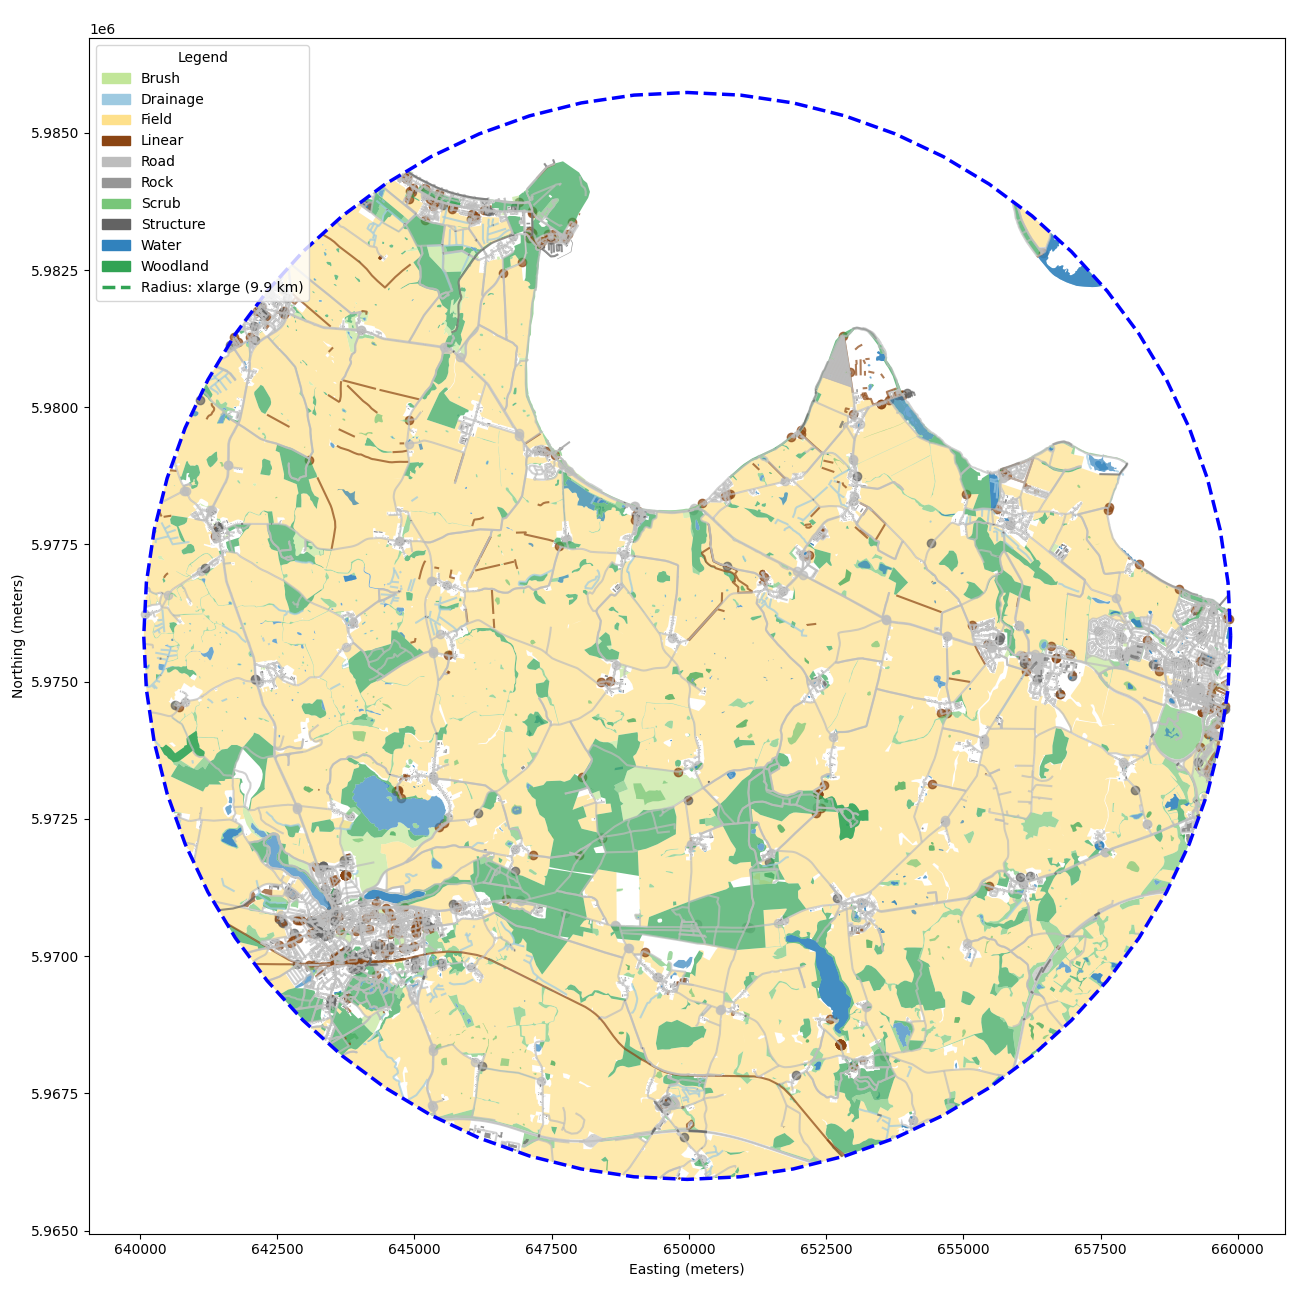 1e6
Legend
Brush
Drainage
Field
Linear
Road
Rock
Scrub
Structure
Water
Woodland
Radius: xlarge (9.9 km)
5.9850
5.9825
5.9800
5.9775
5.9750
5.9725
5.9700
5.9675
5.9650
Northing (meters)
640000 642500 645000 647500 650000 652500 655000 657500 660000
Easting (meters)